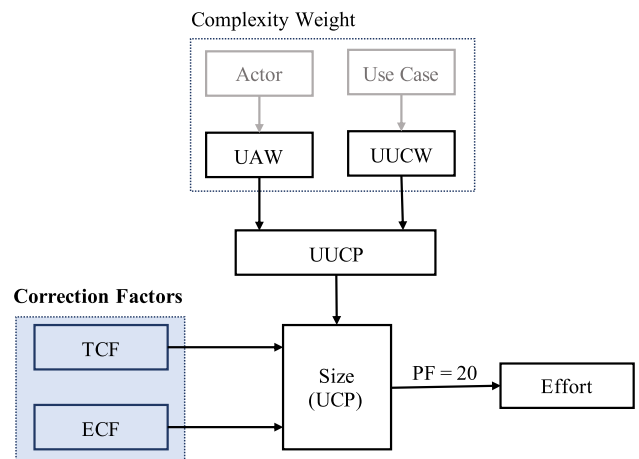 Complexity Weight
Actor
Use Case
UAW
UUCW
UUCP
Correction Factors
TCF
Size
(UCP)
PF = 20
Effort
ECF